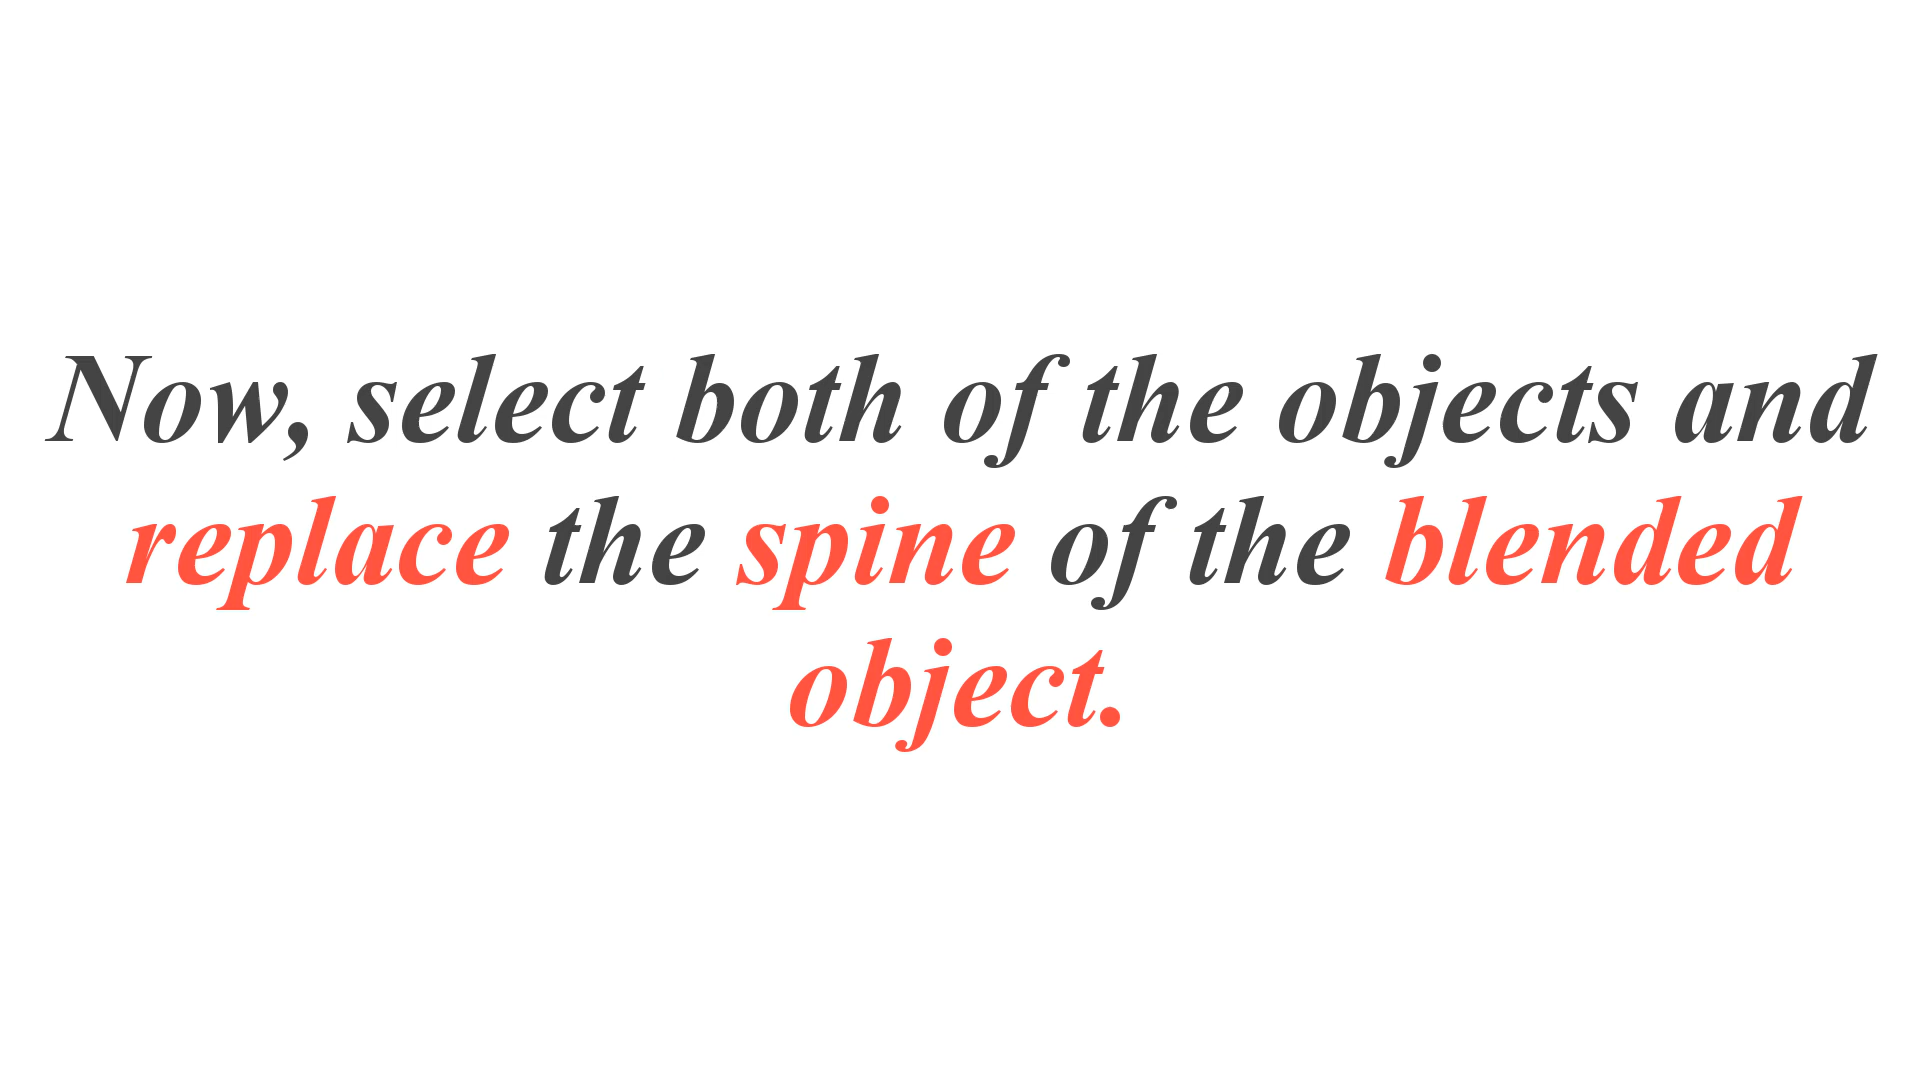 Now, select both of the objects and
replace the spine of the blended
object.